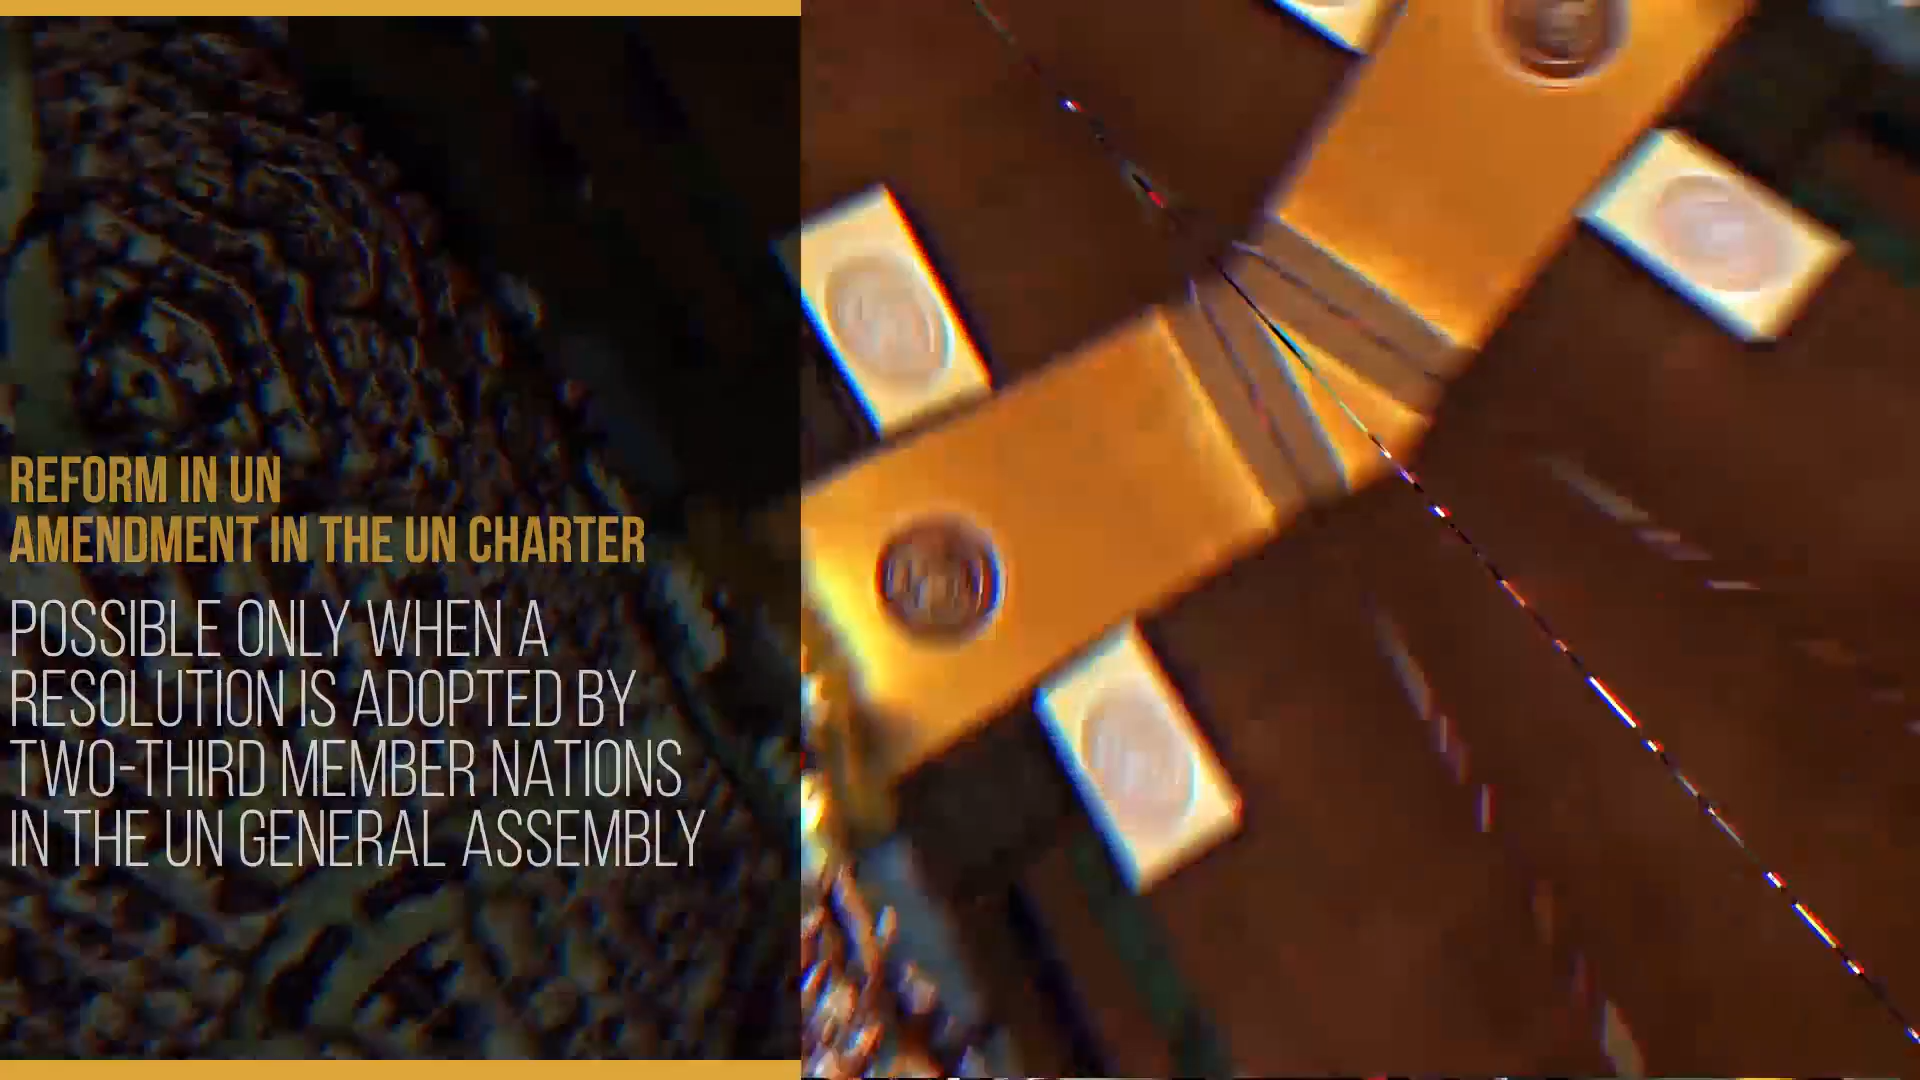 REFORM IN UN
AMENDMENT IN THE UN CHARTER
POSSIBLE ONLY WHEN A
RESOLUTION IS ADOPTED BY
TWO-THIRD MEMBER NATIONS
IN THE UN GENERAL ASSEMBLY